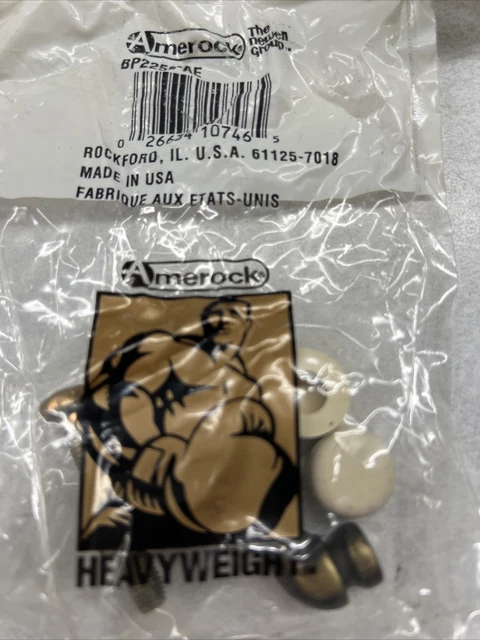 Amerock
The
newell
Group™
0 26634 10746 5
ROCKFORD, IL. U.S.A. 61125-7018
MADE IN USA
FABRIQUE AUX ETATS-UNIS
Amerock
HEAVYWEIGHT